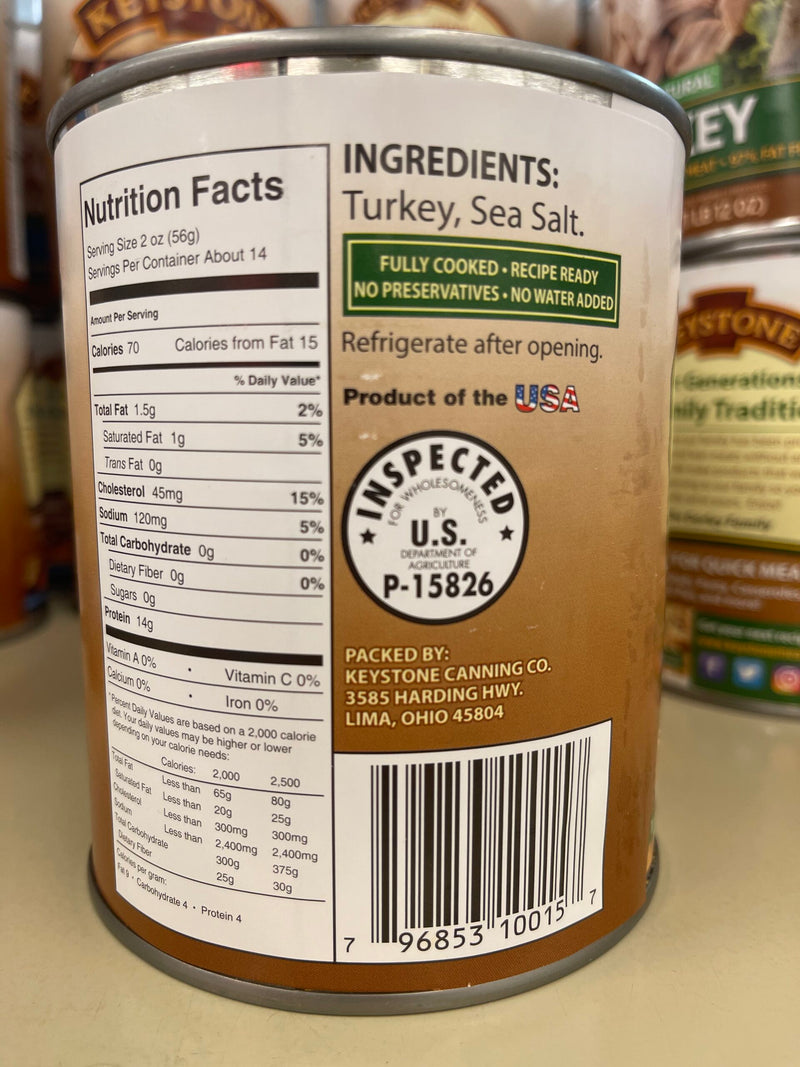 KEYSTONE
Nutrition Facts
Serving Size 2 oz (56g)
Servings Per Container About 14
Amount Per Serving
Calories 70 Calories from Fat 15
% Daily Value*
Total Fat 1.5g 2%
Saturated Fat 1g 5%
Trans Fat 0g
Cholesterol 45mg 15%
Sodium 120mg 5%
Total Carbohydrate 0g 0%
Dietary Fiber 0g 0%
Sugars 0g
Protein 14g
Vitamin A 0% • Vitamin C 0%
Calcium 0% • Iron 0%
*Percent Daily Values are based on a 2,000 calorie
diet. Your daily values may be higher or lower
depending on your calorie needs:
Calories: 2,000 2,500
Total Fat Less than 65g 80g
Saturated Fat Less than 20g 25g
Cholesterol Less than 300mg 300mg
Sodium Less than 2,400mg 2,400mg
Total Carbohydrate 300g 375g
Dietary Fiber 25g 30g
Calories per gram:
Fat 9 • Carbohydrate 4 • Protein 4
INGREDIENTS:
Turkey, Sea Salt.
FULLY COOKED • RECIPE READY
NO PRESERVATIVES • NO WATER ADDED
Refrigerate after opening.
Product of the USA
INSPECTED
FOR WHOLESOMENESS
BY
U.S.
DEPARTMENT OF
AGRICULTURE
P-15826
PACKED BY:
KEYSTONE CANNING CO.
3585 HARDING HWY.
LIMA, OHIO 45804
7 96853 10015 7
EY
EYSTONE
Generation
ily Traditi
FOR QUICK MEA